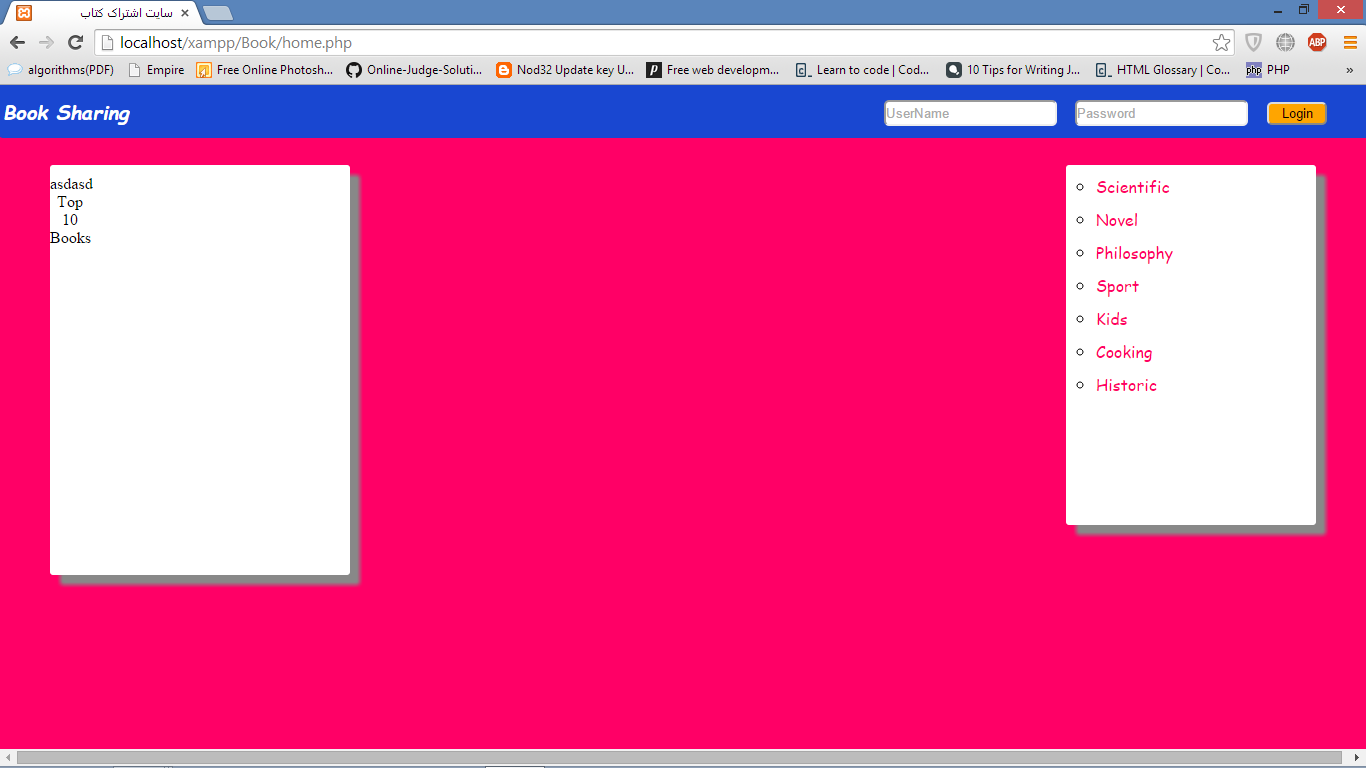 سایت اشتراک کتاب
localhost/xampp/Book/home.php
ABP
algorithms(PDF) Empire Free Online Photosh... Online-Judge-Soluti... Nod32 Update key U... Free web developm... Learn to code | Cod... 10 Tips for Writing J... HTML Glossary | Co... php PHP »
Book Sharing UserName Password Login
asdasd
Top
10
Books
Scientific
Novel
Philosophy
Sport
Kids
Cooking
Historic